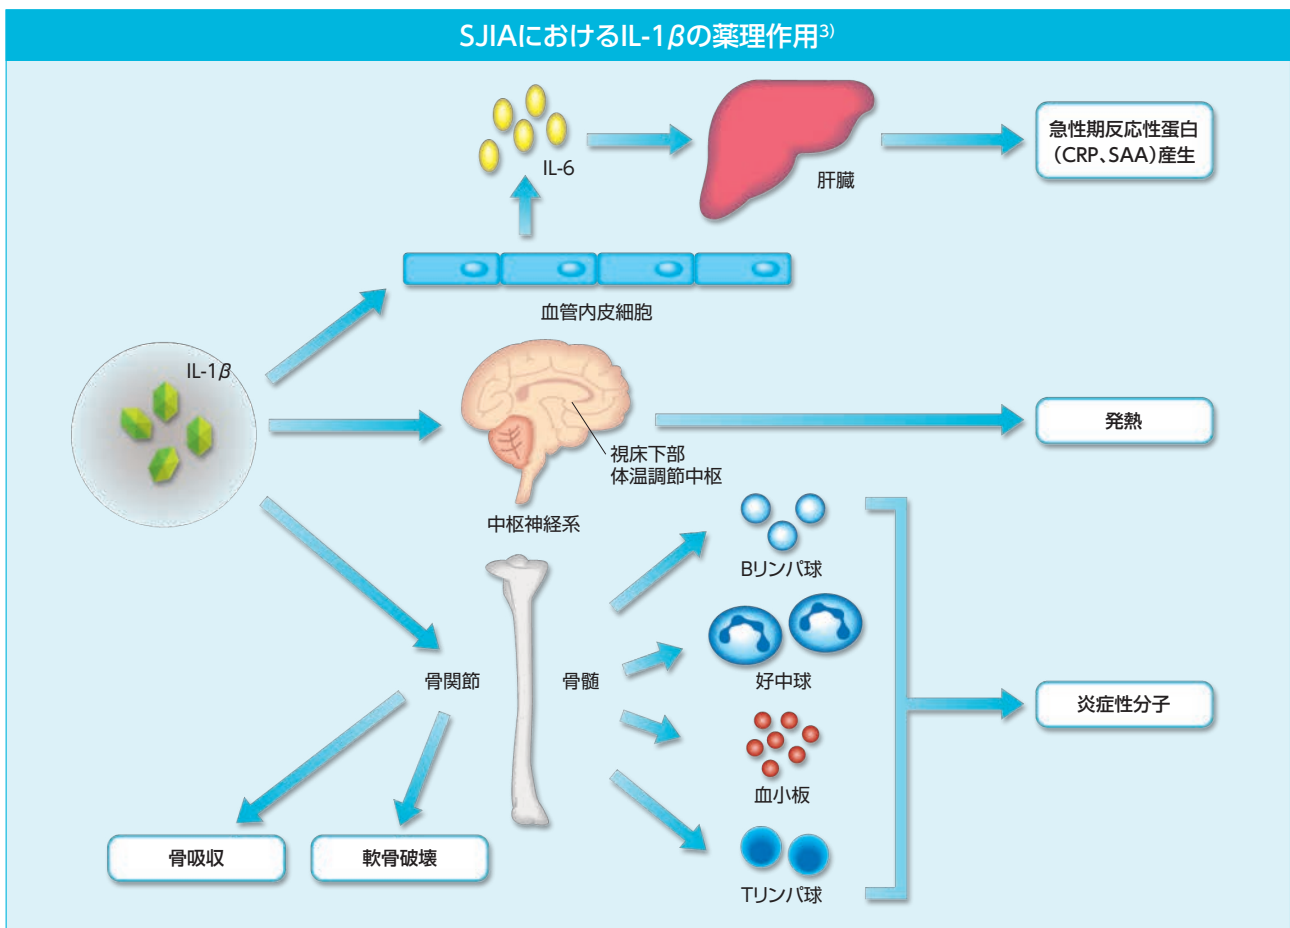 SJIAにおけるIL-1βの薬理作用3)
IL-6
肝臓
急性期反応性蛋白
(CRP、SAA)産生
血管内皮細胞
IL-1β
視床下部
体温調節中枢
中枢神経系
発熱
Bリンパ球
骨関節
骨髄
好中球
炎症性分子
血小板
骨吸収
軟骨破壊
Tリンパ球